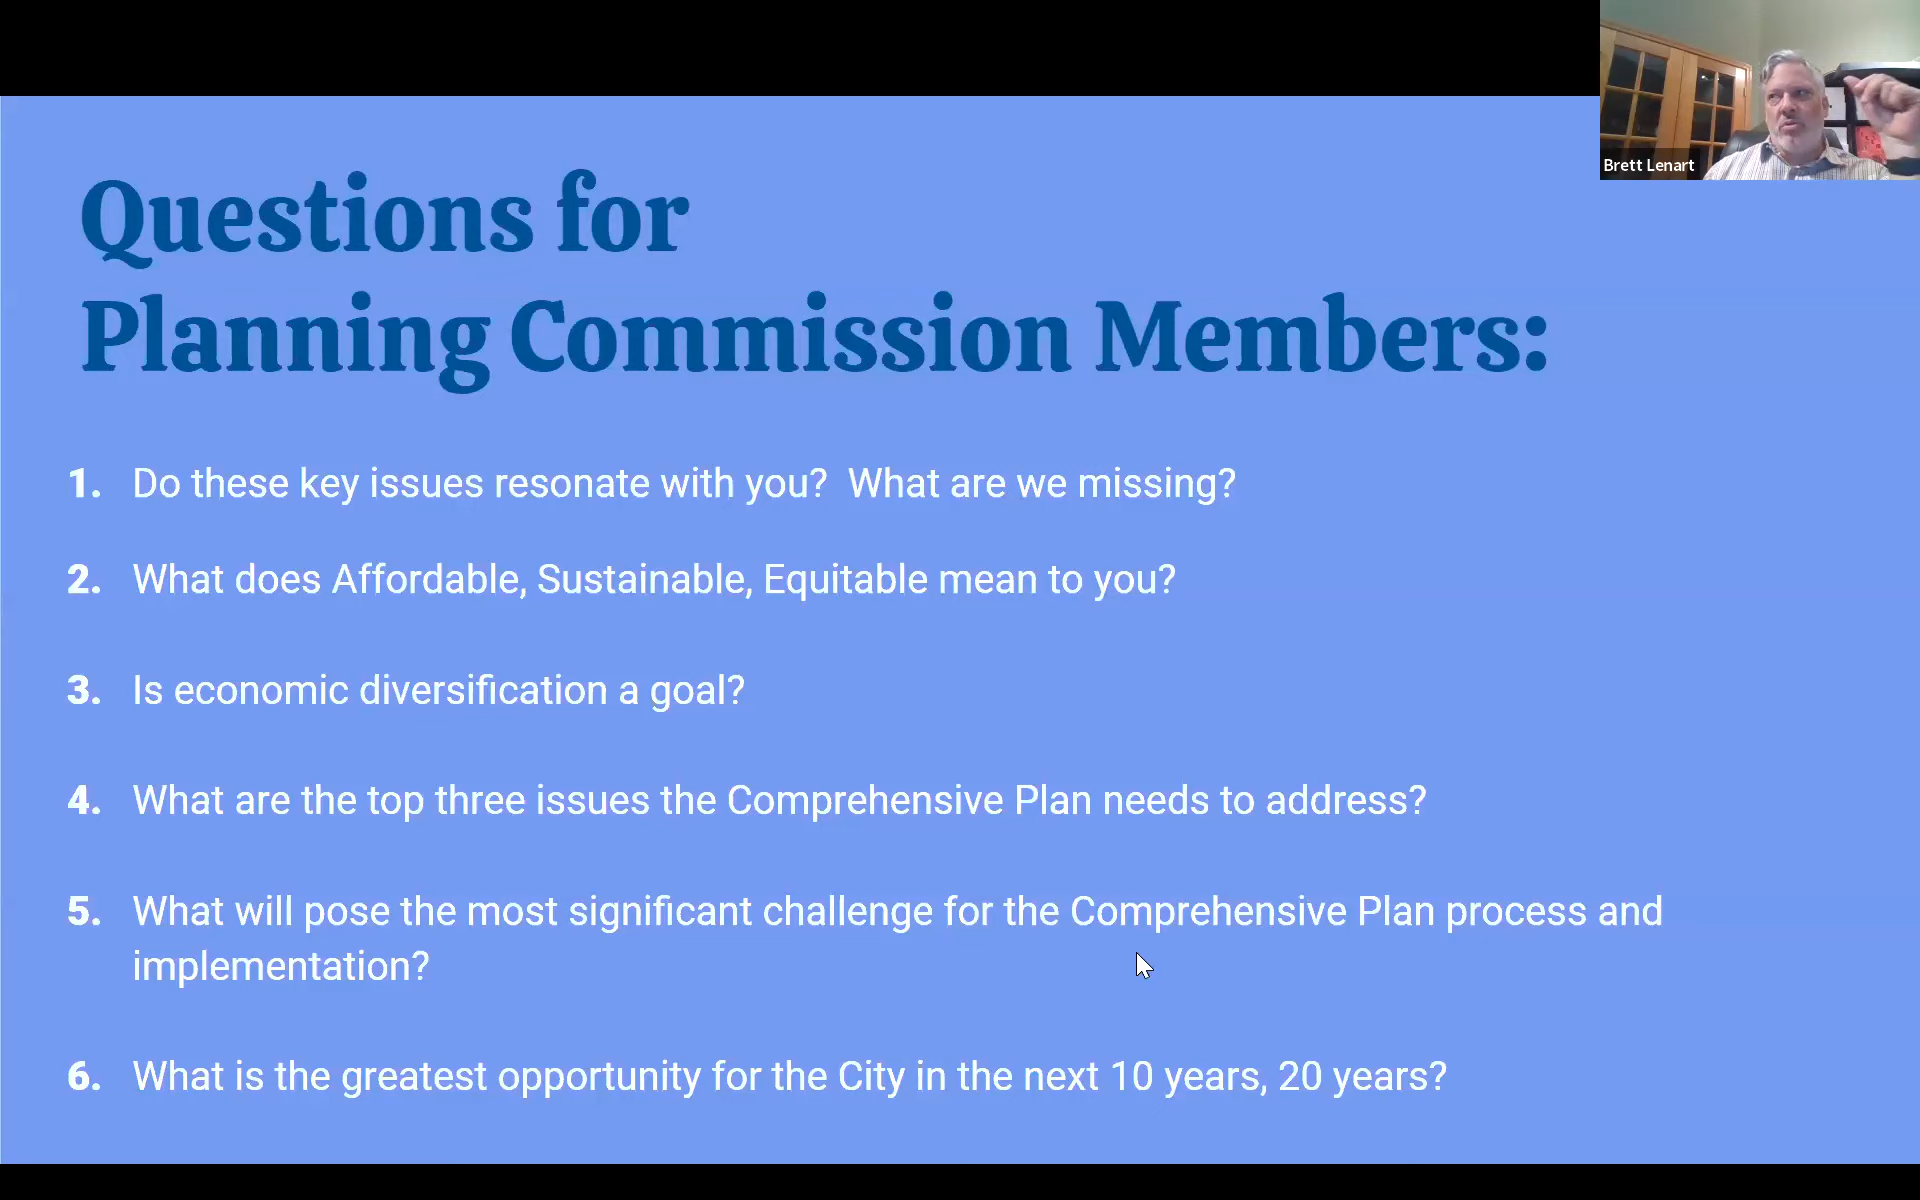 Brett Lenart
Questions for
Planning Commission Members:
1. Do these key issues resonate with you?  What are we missing?
2. What does Affordable, Sustainable, Equitable mean to you?
3. Is economic diversification a goal?
4. What are the top three issues the Comprehensive Plan needs to address?
5. What will pose the most significant challenge for the Comprehensive Plan process and
implementation?
6. What is the greatest opportunity for the City in the next 10 years, 20 years?